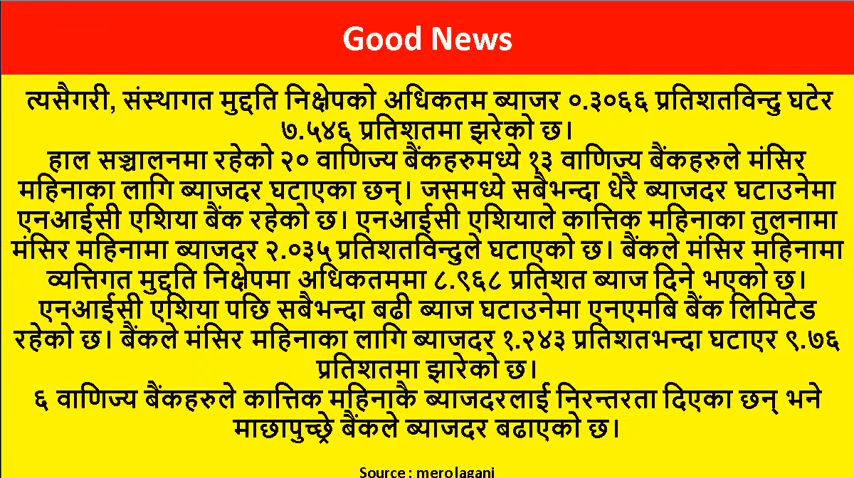 Good News
त्यसैगरी, संस्थागत मुद्दति निक्षेपको अधिकतम ब्याजर ०.३०६६ प्रतिशतविन्दु घटेर
७.५४६ प्रतिशतमा झरेको छ।
हाल सञ्चालनमा रहेको २० वाणिज्य बैंकहरुमध्ये १३ वाणिज्य बैंकहरुले मंसिर
महिनाका लागि ब्याजदर घटाएका छन्। जसमध्ये सबैभन्दा धेरै ब्याजदर घटाउनेमा
एनआईसी एशिया बैंक रहेको छ। एनआईसी एशियाले कात्तिक महिनाका तुलनामा
मंसिर महिनामा ब्याजदर २.०३५ प्रतिशतविन्दुले घटाएको छ। बैंकले मंसिर महिनामा
व्यक्तिगत मुद्दति निक्षेपमा अधिकतममा ८.९६८ प्रतिशत ब्याज दिने भएको छ।
एनआईसी एशिया पछि सबैभन्दा बढी ब्याज घटाउनेमा एनएमबि बैंक लिमिटेड
रहेको छ। बैंकले मंसिर महिनाका लागि ब्याजदर १.२४३ प्रतिशतभन्दा घटाएर ९.७६
प्रतिशतमा झारेको छ।
६ वाणिज्य बैंकहरुले कात्तिक महिनाकै ब्याजदरलाई निरन्तरता दिएका छन् भने
माछापुच्छ्रे बैंकले ब्याजदर बढाएको छ।
Source : merolagani